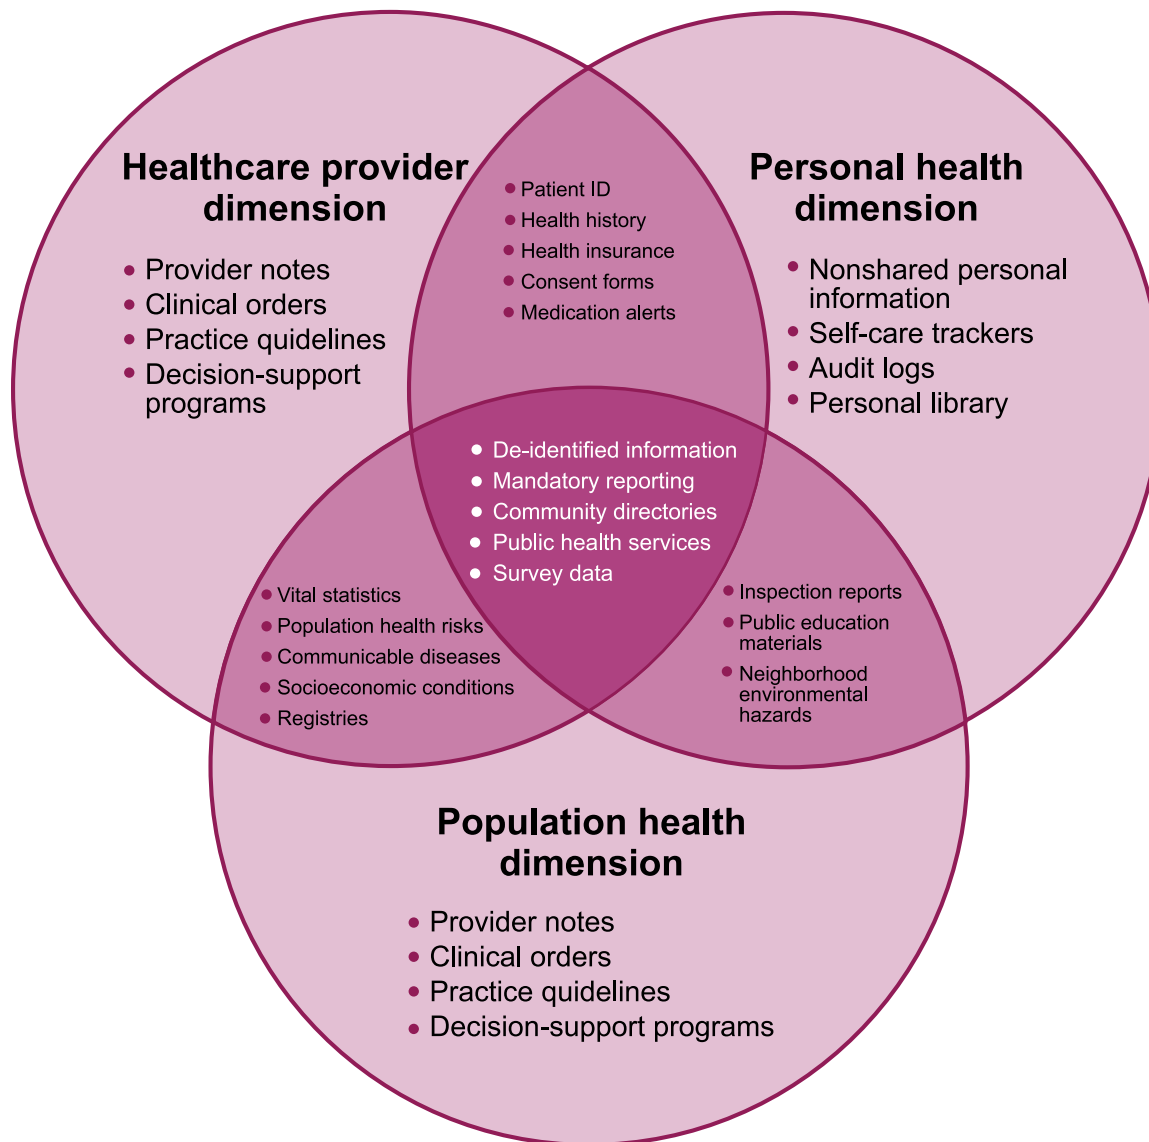 Healthcare provider
dimension
• Provider notes
• Clinical orders
• Practice quidelines
• Decision-support
programs
• Patient ID
• Health history
• Health insurance
• Consent forms
• Medication alerts
Personal health
dimension
• Nonshared personal
information
• Self-care trackers
• Audit logs
• Personal library
• De-identified information
• Mandatory reporting
• Community directories
• Public health services
• Survey data
• Vital statistics
• Population health risks
• Communicable diseases
• Socioeconomic conditions
• Registries
• Inspection reports
• Public education
materials
• Neighborhood
environmental
hazards
Population health
dimension
• Provider notes
• Clinical orders
• Practice quidelines
• Decision-support programs